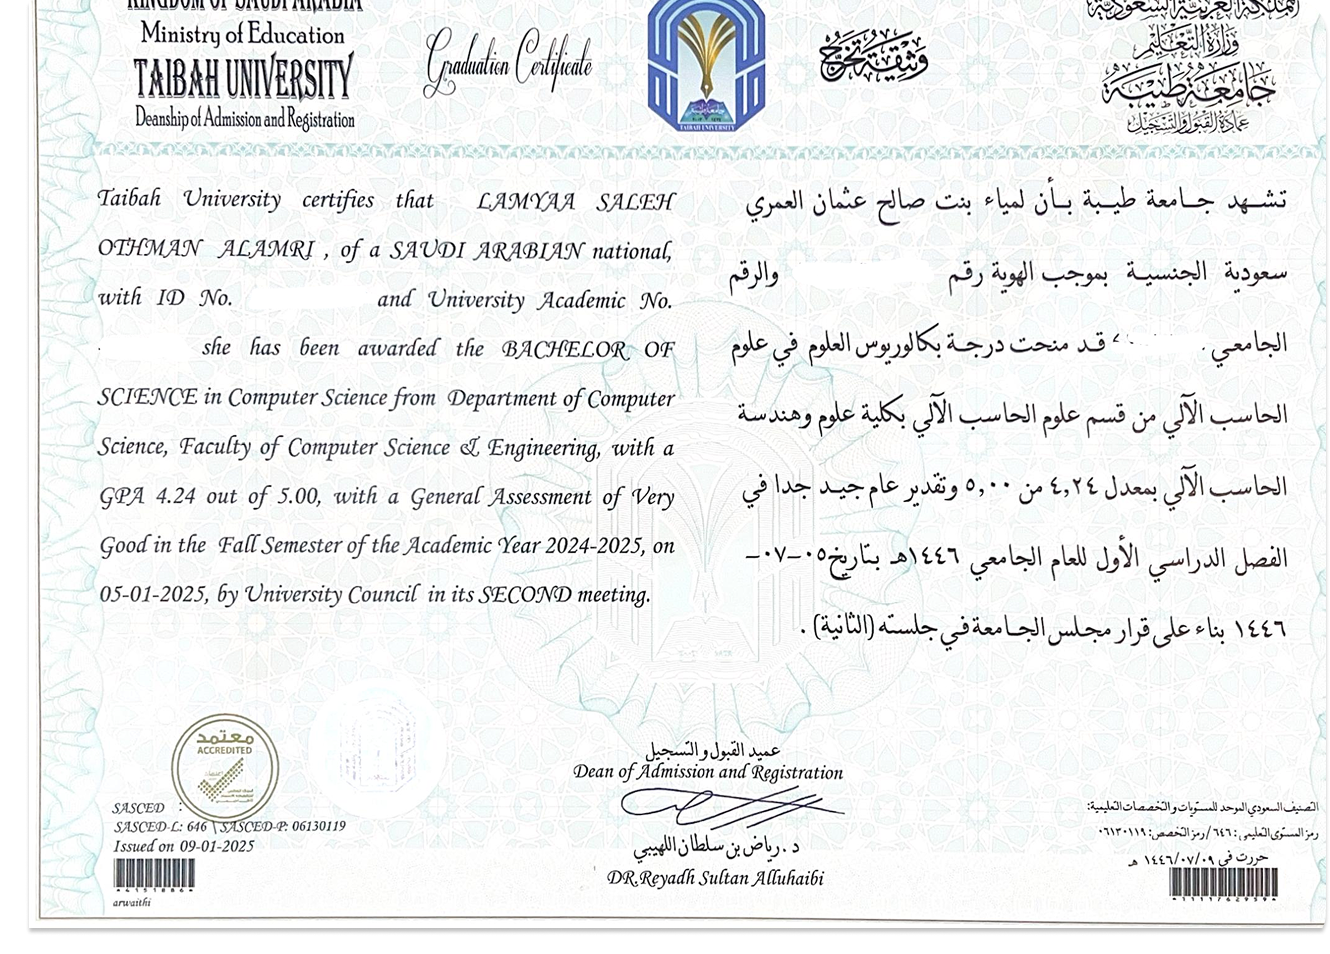 KINGDOM OF SAUDI ARABIA
Ministry of Education
TAIBAH UNIVERSITY
Deanship of Admission and Registration
Graduation Certificate
TAIBAH UNIVERSITY
وثيقة تخرج
المملكة العربية السعودية
وزارة التعليم
جامعة طيبة
عمادة القبول والتسجيل
Taibah University certifies that LAMYAA SALEH
OTHMAN ALAMRI , of a SAUDI ARABIAN national,
with ID No. and University Academic No.
she has been awarded the BACHELOR OF
SCIENCE in Computer Science from Department of Computer
Science, Faculty of Computer Science & Engineering, with a
GPA 4.24 out of 5.00, with a General Assessment of Very
Good in the Fall Semester of the Academic Year 2024-2025, on
05-01-2025, by University Council in its SECOND meeting.
تشهد جامعة طيبة بأن لمياء بنت صالح عثمان العمري
سعودية الجنسية بموجب الهوية رقم والرقم
الجامعي قد منحت درجة بكالوريوس العلوم في علوم
الحاسب الآلي من قسم علوم الحاسب الآلي بكلية علوم وهندسة
الحاسب الآلي بمعدل ٤,٢٤ من ٥,٠٠ وتقدير عام جيد جدا في
الفصل الدراسي الأول للعام الجامعي ١٤٤٦هـ بتاريخ ٠٥-٠٧-
١٤٤٦ بناء على قرار مجلس الجامعة في جلسته (الثانية) .
معتمد
ACCREDITED
SASCED :
SASCED-L: 646 \ SASCED-P: 06130119
Issued on 09-01-2025
arwaithi
عميد القبول و التسجيل
Dean of Admission and Registration
د . رياض بن سلطان اللهيبي
DR.Reyadh Sultan Alluhaibi
التصنيف السعودي الموحد للمستويات و التخصصات التعليمية:
رمز المستوى التعليمي : ٦٤٦ / رمز التخصص: ٠٦١٣٠١١٩
حررت في ١٤٤٦/٠٧/٠٩ هـ